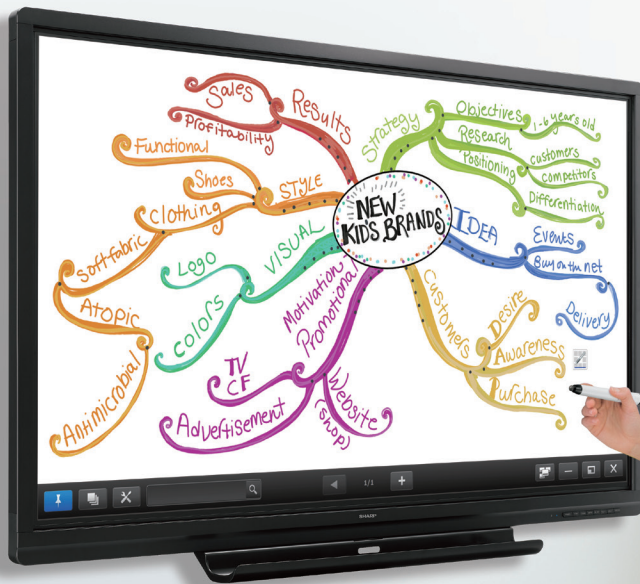 NEW
KID'S BRANDS
Results
Sales
Profitability
STYLE
Functional
Shoes
Clothing
Soft fabric
Atopic
Antimicrobial
VISUAL
Logo
Colors
Motivation
Promotional
TV
CF
Advertisement
Website
(shop)
Strategy
Objectives
1-6 years old
Research
Customers
Competitors
Positioning
Differentiation
IDEA
Events
Buy on the net
Delivery
Customers
Desire
Awareness
Purchase
1/1
SHARP